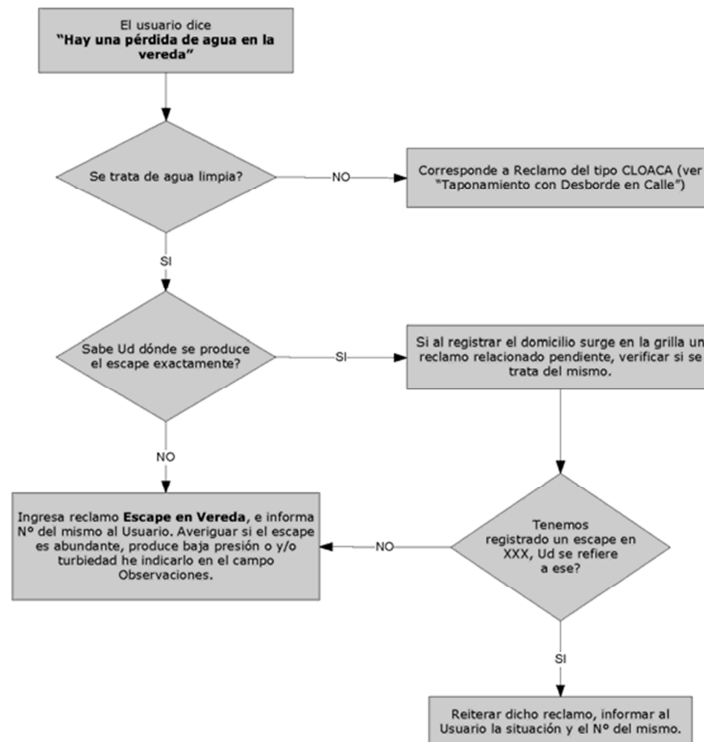 El usuario dice
“Hay una pérdida de agua en la
vereda”
Se trata de agua limpia?
NO
Corresponde a Reclamo del tipo CLOACA (ver
“Taponamiento con Desborde en Calle”)
SI
Sabe Ud dónde se produce
el escape exactamente?
SI
Si al registrar el domicilio surge en la grilla un
reclamo relacionado pendiente, verificar si se
trata del mismo.
NO
Ingresa reclamo Escape en Vereda, e informa
Nº del mismo al Usuario. Averiguar si el escape
es abundante, produce baja presión o y/o
turbiedad he indicarlo en el campo
Observaciones.
NO
Tenemos
registrado un escape en
XXX, Ud se refiere
a ese?
SI
Reiterar dicho reclamo, informar al
Usuario la situación y el Nº del mismo.